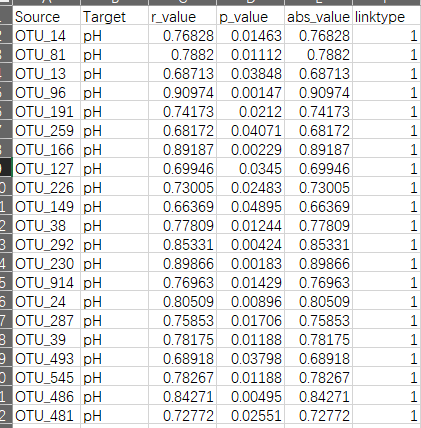 Source Target r_value p_value abs_value linktype
OTU_14 pH 0.76828 0.01463 0.76828 1
OTU_81 pH 0.7882 0.01112 0.7882 1
OTU_13 pH 0.68713 0.03848 0.68713 1
OTU_96 pH 0.90974 0.00147 0.90974 1
OTU_191 pH 0.74173 0.0212 0.74173 1
OTU_259 pH 0.68172 0.04071 0.68172 1
OTU_166 pH 0.89187 0.00229 0.89187 1
OTU_127 pH 0.69946 0.0345 0.69946 1
OTU_226 pH 0.73005 0.02483 0.73005 1
OTU_149 pH 0.66369 0.04895 0.66369 1
OTU_38 pH 0.77809 0.01244 0.77809 1
OTU_292 pH 0.85331 0.00424 0.85331 1
OTU_230 pH 0.89866 0.00183 0.89866 1
OTU_914 pH 0.76963 0.01429 0.76963 1
OTU_24 pH 0.80509 0.00896 0.80509 1
OTU_287 pH 0.75853 0.01706 0.75853 1
OTU_39 pH 0.78175 0.01188 0.78175 1
OTU_493 pH 0.68918 0.03798 0.68918 1
OTU_545 pH 0.78267 0.01188 0.78267 1
OTU_486 pH 0.84271 0.00495 0.84271 1
OTU_481 pH 0.72772 0.02551 0.72772 1